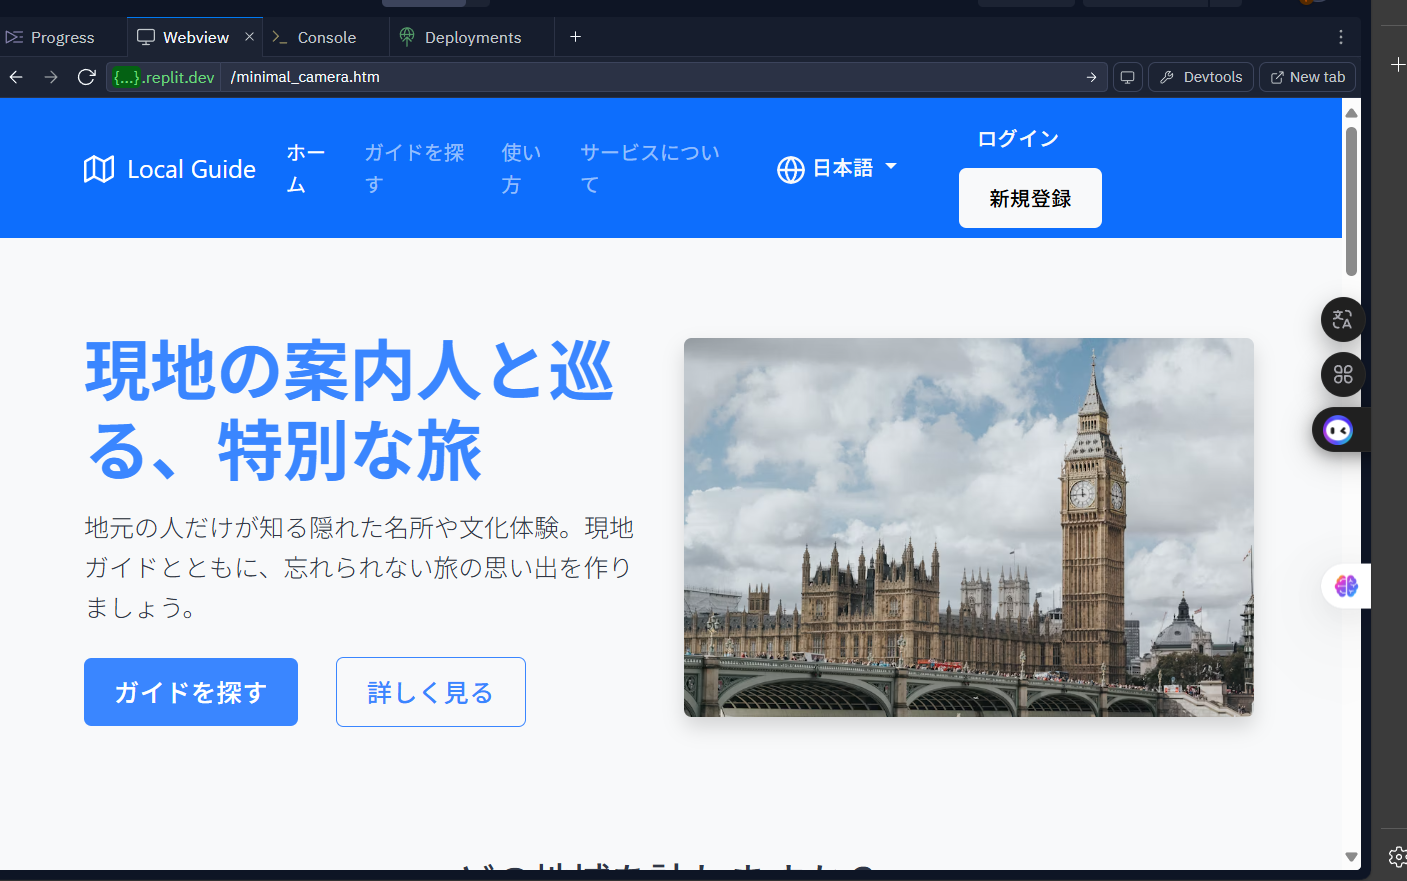 Progress
Webview
Console
Deployments
{...}.replit.dev
/minimal_camera.htm
Devtools
New tab
Local Guide
ホー
ム
ガイドを探
す
使い
方
サービスについ
て
日本語
ログイン
新規登録
現地の案内人と巡
る、特別な旅
地元の人だけが知る隠れた名所や文化体験。現地
ガイドとともに、忘れられない旅の思い出を作り
ましょう。
ガイドを探す
詳しく見る